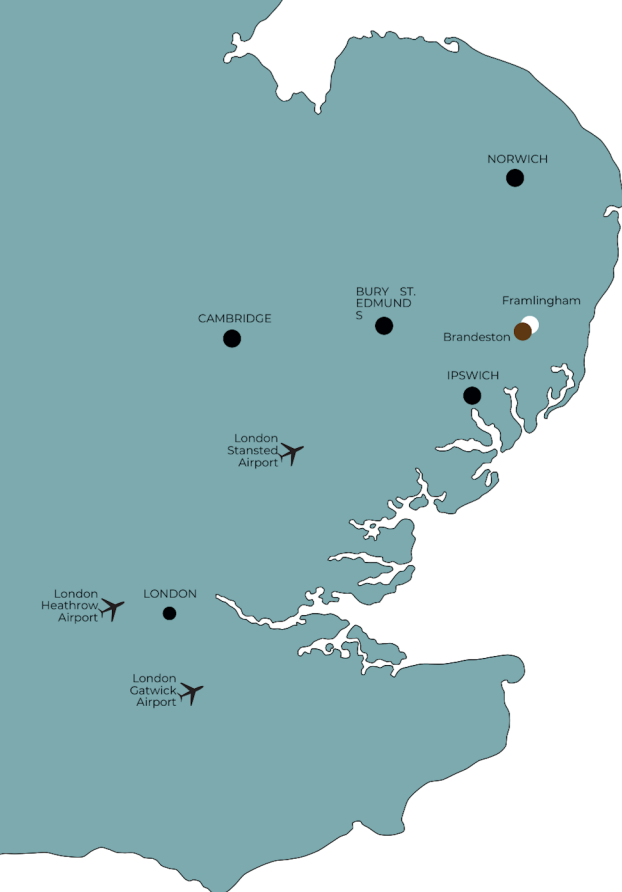 NORWICH
BURY ST.
EDMUND
S
Framlingham
CAMBRIDGE
Brandeston
IPSWICH
London
Stansted
Airport
London
Heathrow
Airport
LONDON
London
Gatwick
Airport